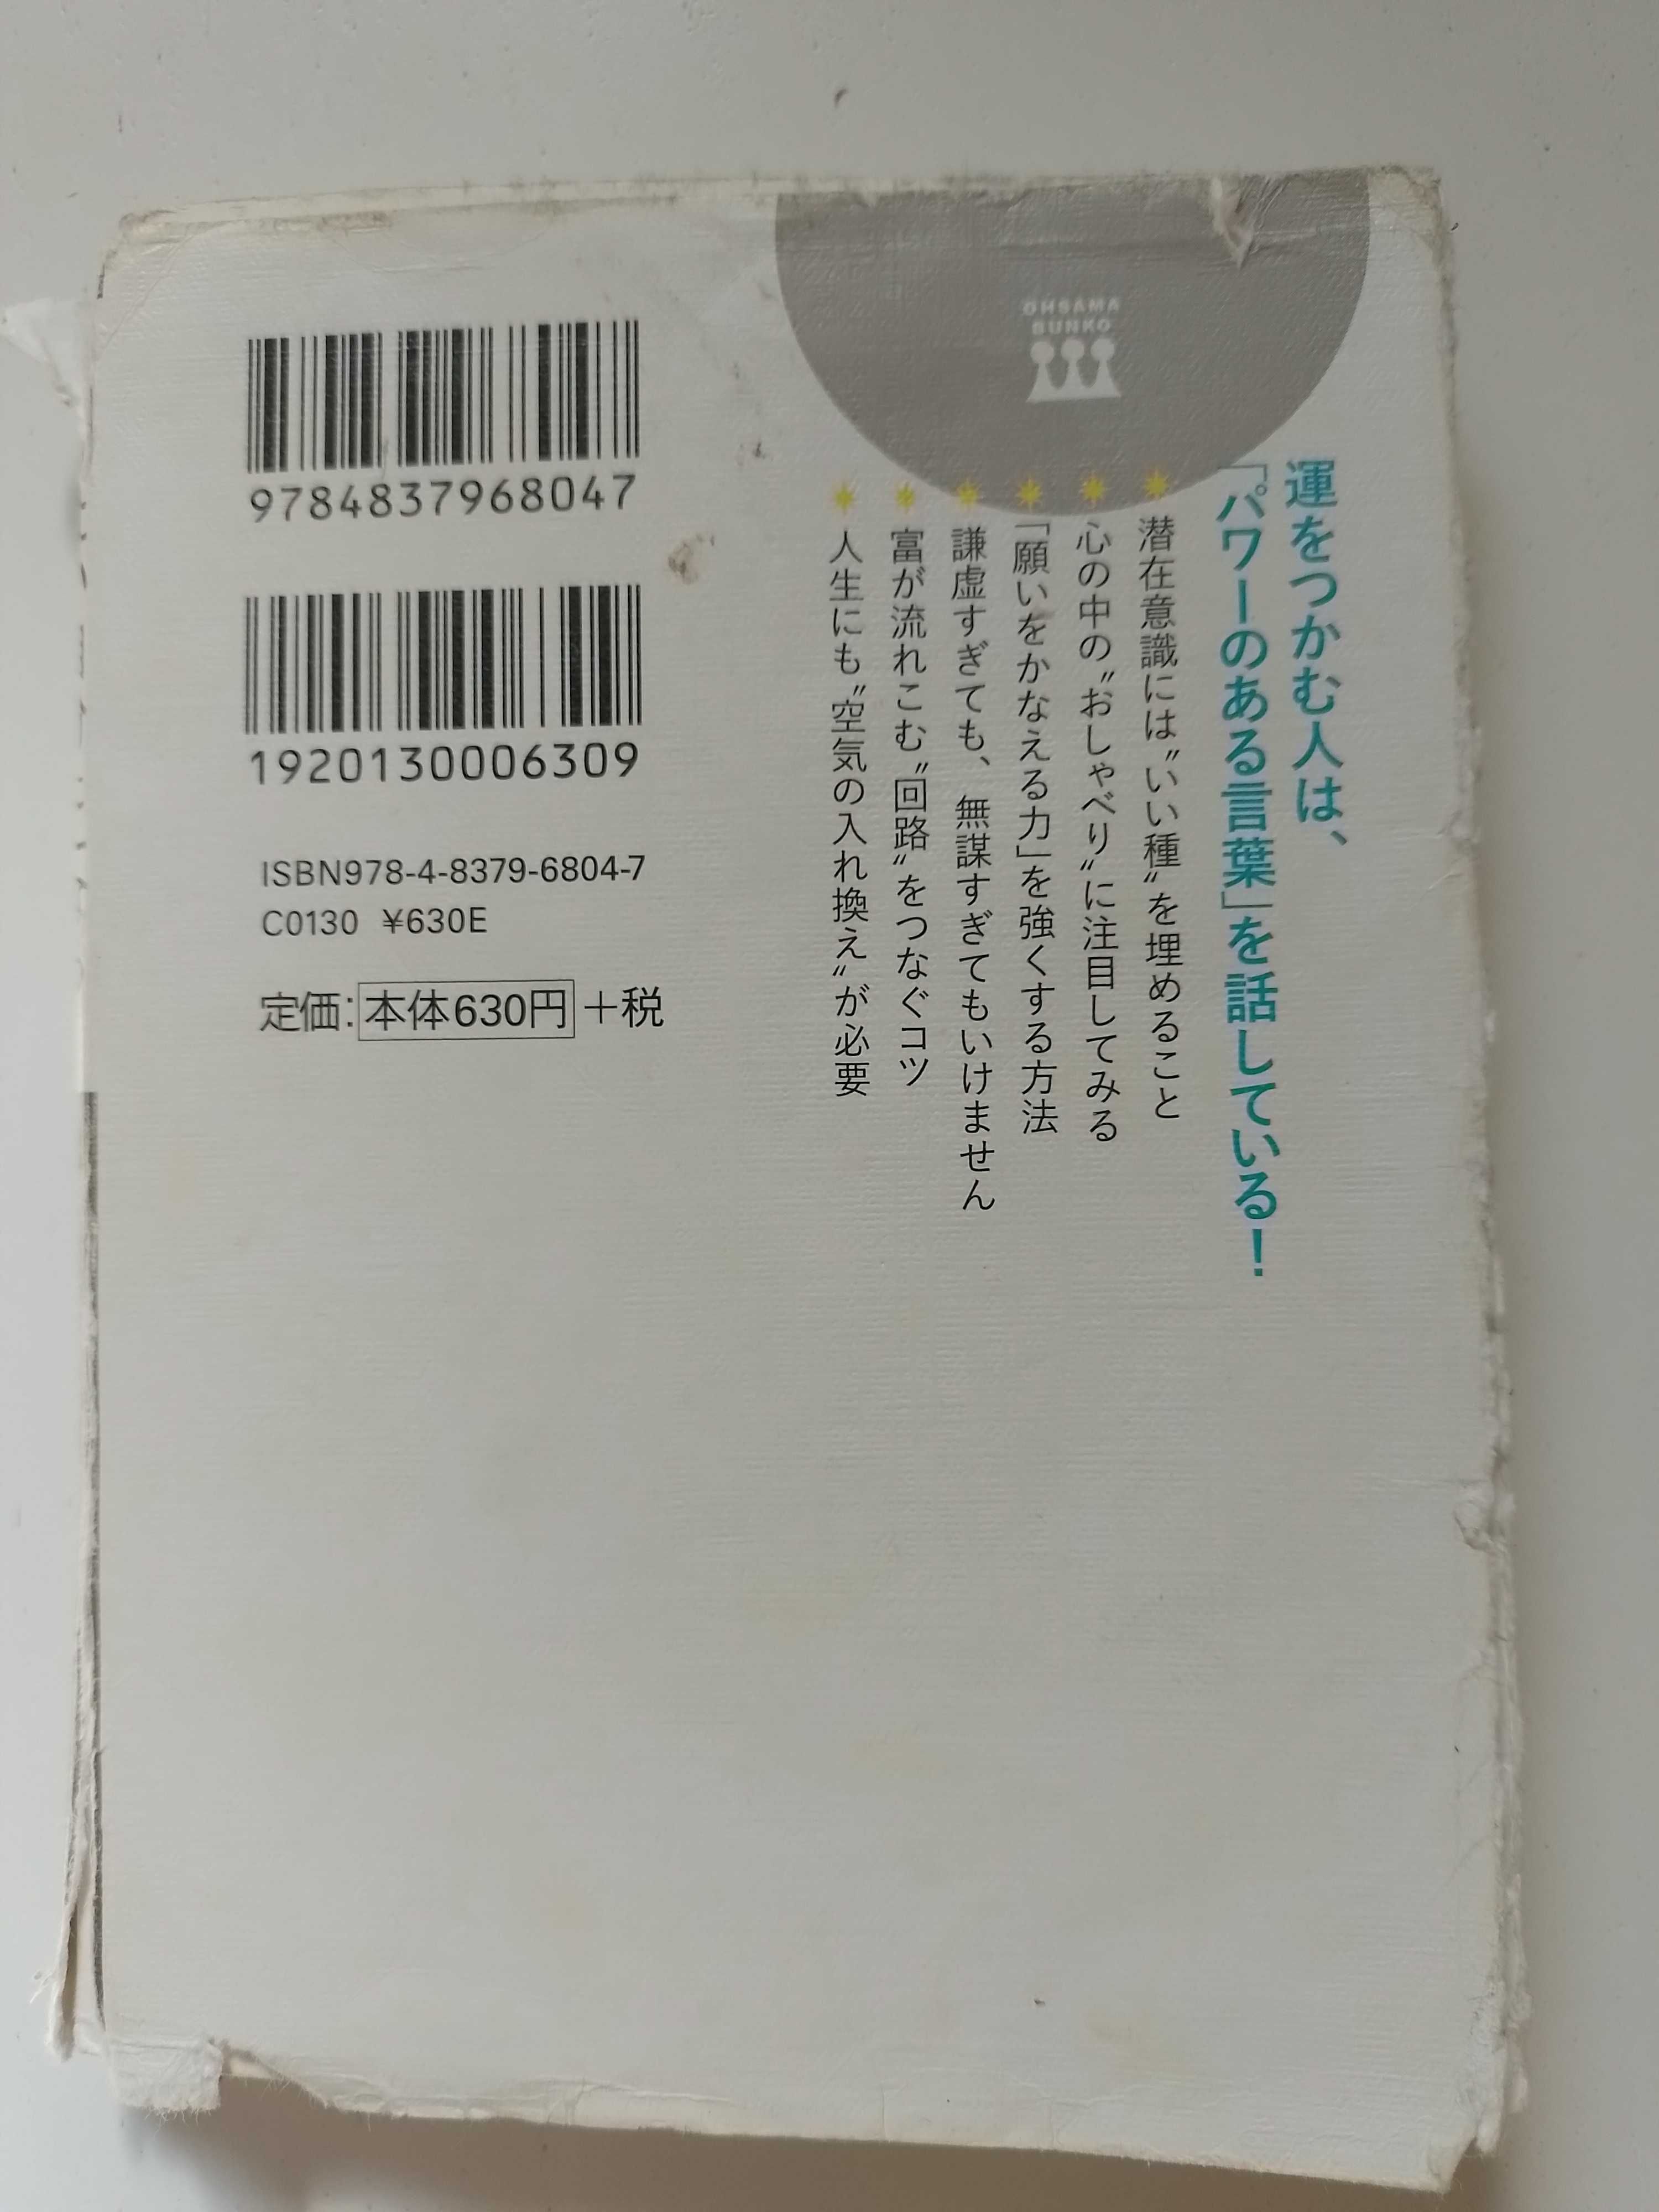 OHSAMA
BUNKO
運をつかむ人は、
「パワーのある言葉」を話している！
潜在意識には〝いい種〟を埋めること
心の中の〝おしゃべり〟に注目してみる
「願いをかなえる力」を強くする方法
謙虚すぎても、無謀すぎてもいけません
富が流れこむ〝回路〟をつなぐコツ
人生にも〝空気の入れ換え〟が必要
9784837968047
1920130006309
ISBN978-4-8379-6804-7
C0130 ¥630E
定価:本体630円+税